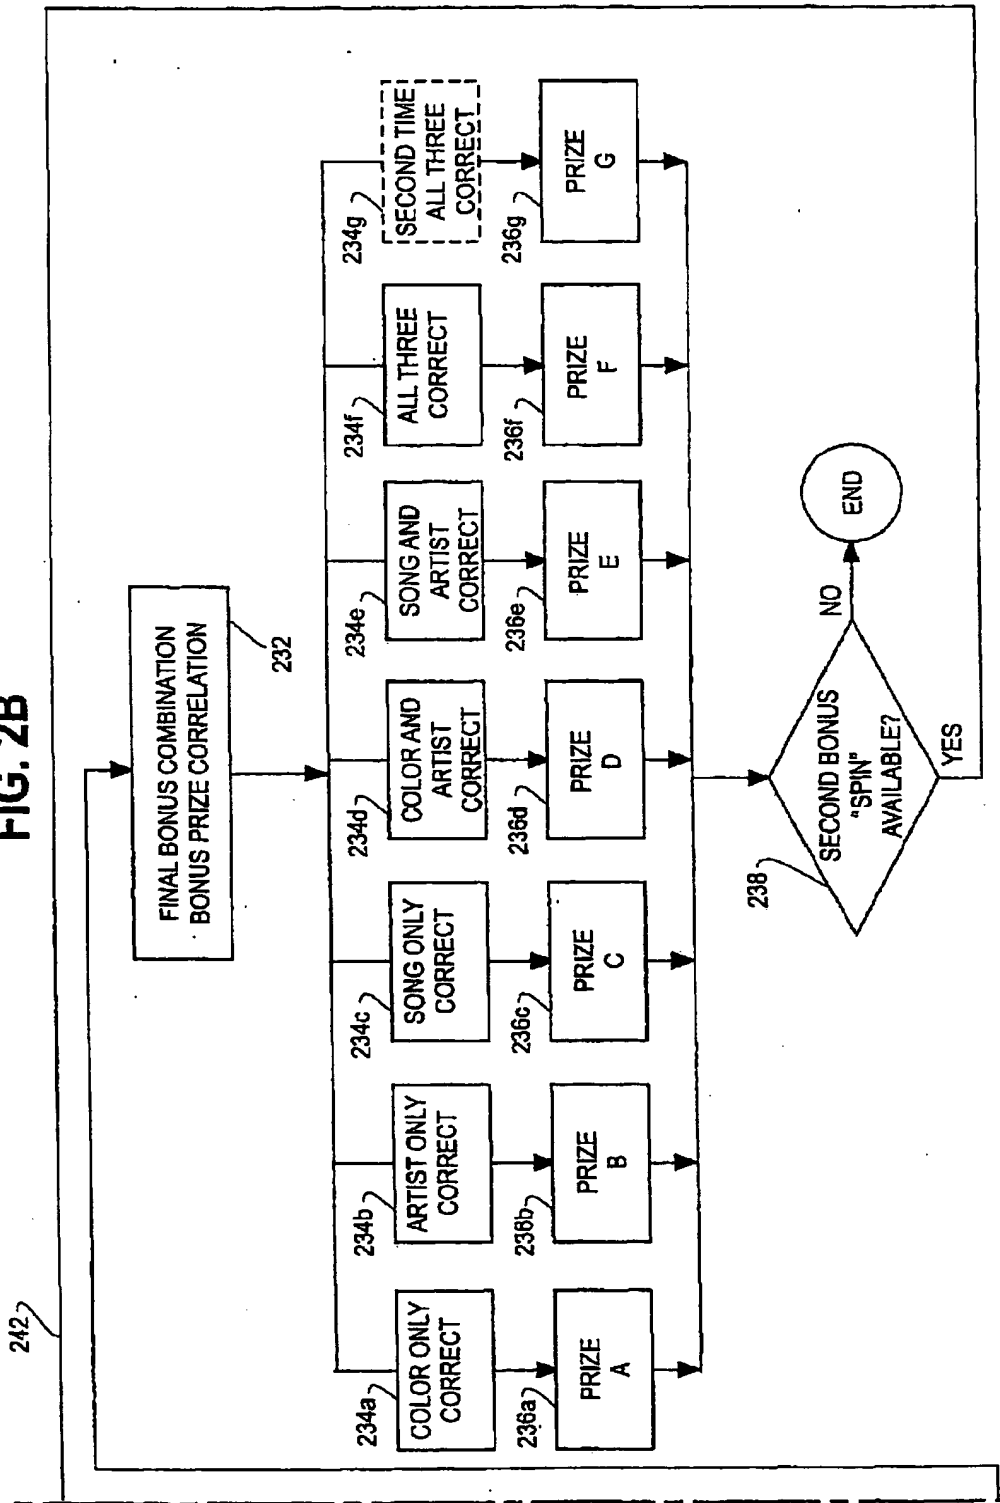 FIG. 2B
242
FINAL BONUS COMBINATION
BONUS PRIZE CORRELATION
232
234a
COLOR ONLY
CORRECT
234b
ARTIST ONLY
CORRECT
234c
SONG ONLY
CORRECT
234d
COLOR AND
ARTIST
CORRECT
234e
SONG AND
ARTIST
CORRECT
234f
ALL THREE
CORRECT
234g
SECOND TIME
ALL THREE
CORRECT
236a
PRIZE
A
236b
PRIZE
B
236c
PRIZE
C
236d
PRIZE
D
236e
PRIZE
E
236f
PRIZE
F
236g
PRIZE
G
238
SECOND BONUS
"SPIN"
AVAILABLE?
NO
END
YES